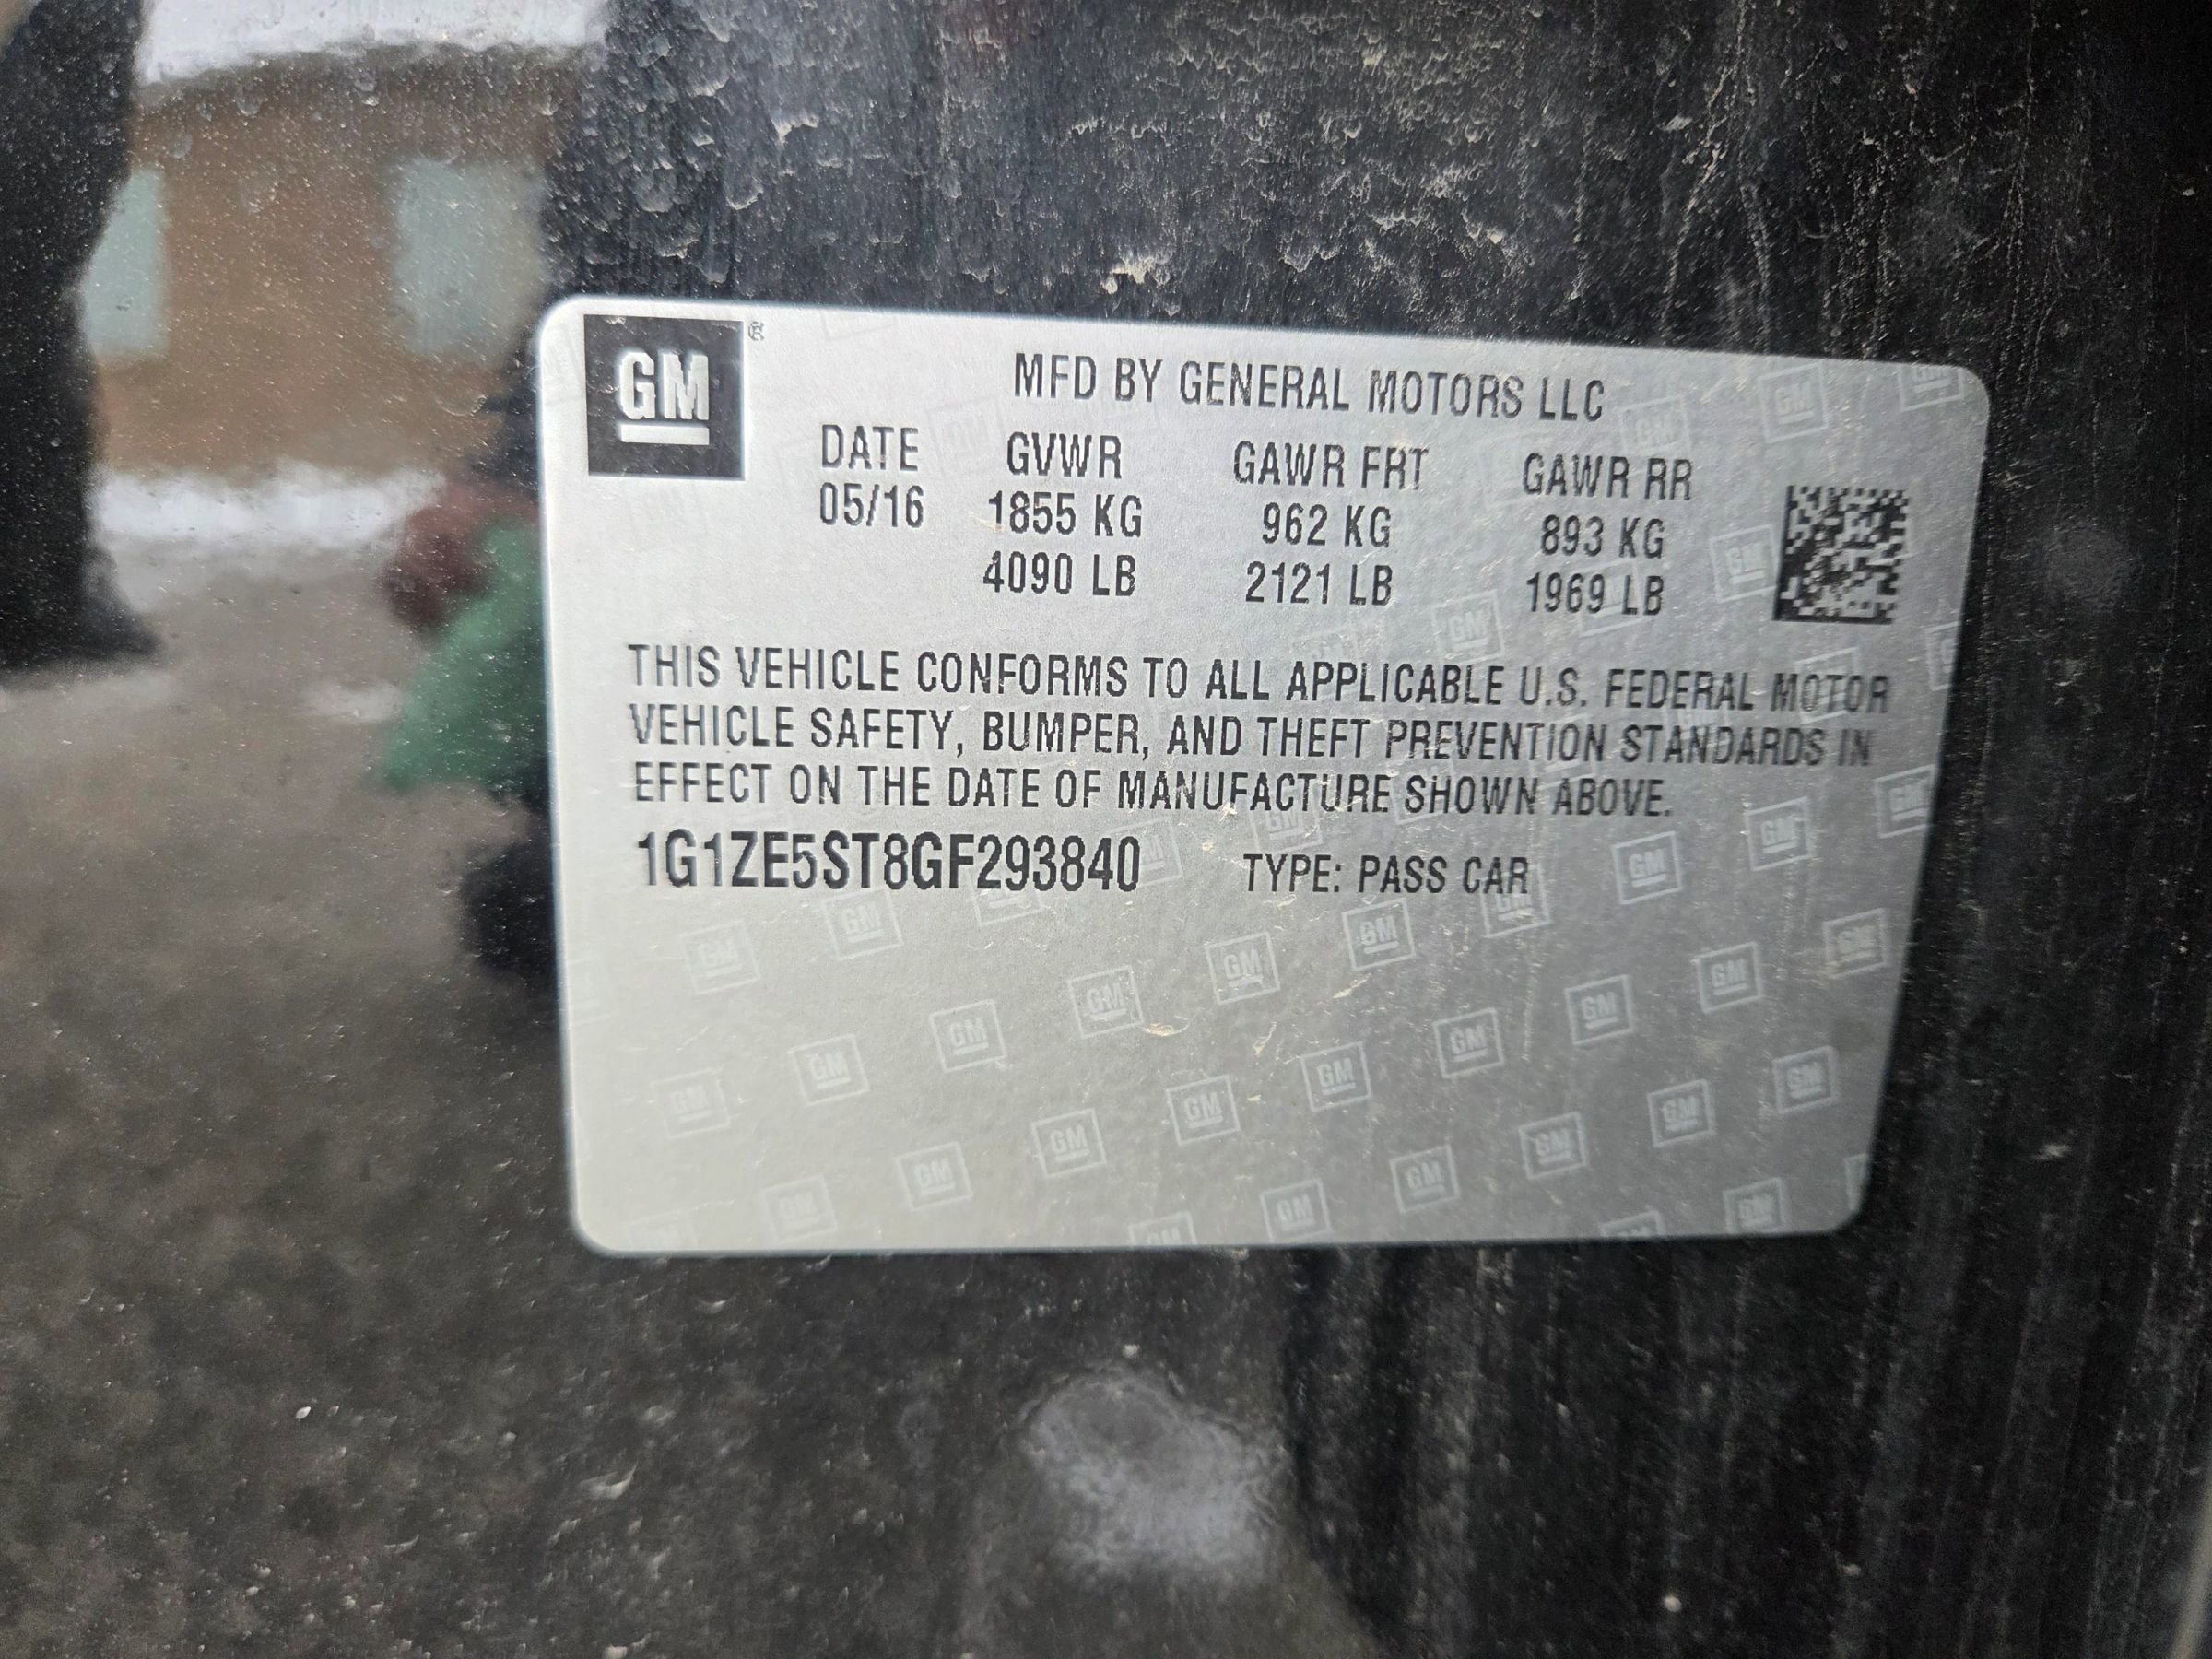 GM
MFD BY GENERAL MOTORS LLC
DATE GVWR GAWR FRT GAWR RR
05/16 1855 KG 962 KG 893 KG
4090 LB 2121 LB 1969 LB
THIS VEHICLE CONFORMS TO ALL APPLICABLE U.S. FEDERAL MOTOR
VEHICLE SAFETY, BUMPER, AND THEFT PREVENTION STANDARDS IN
EFFECT ON THE DATE OF MANUFACTURE SHOWN ABOVE.
1G1ZE5ST8GF293840 TYPE: PASS CAR